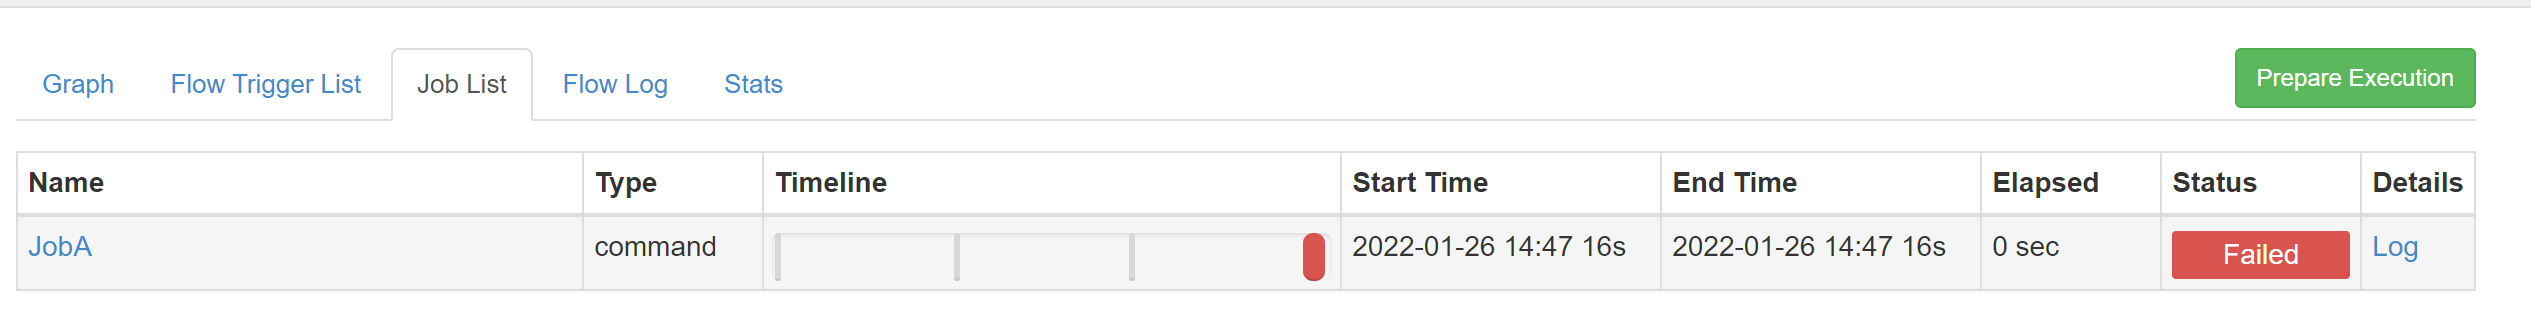 Graph Flow Trigger List Job List Flow Log Stats Prepare Execution
Name Type Timeline Start Time End Time Elapsed Status Details
JobA command 2022-01-26 14:47 16s 2022-01-26 14:47 16s 0 sec Failed Log